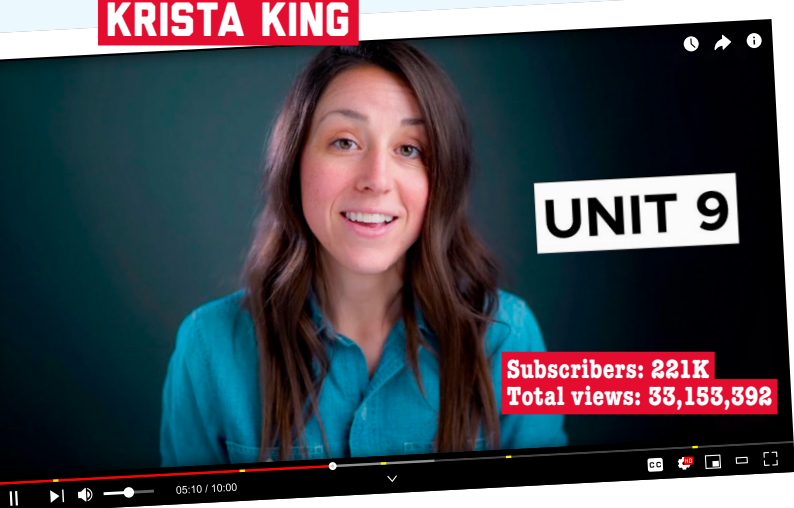 KRISTA KING
UNIT 9
Subscribers: 221K
Total views: 33,153,392
CC
HD
05:10 / 10:00